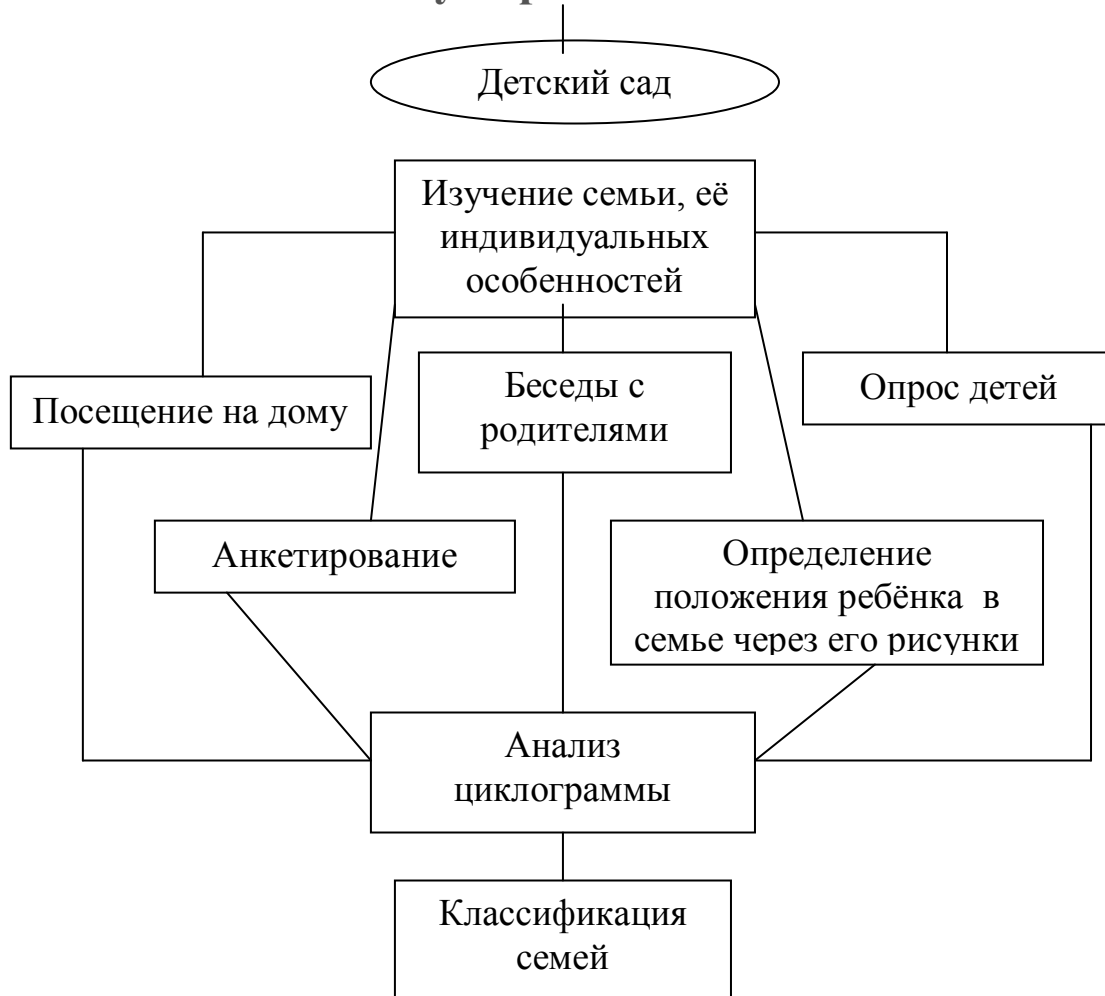 Детский сад
Изучение семьи, её
индивидуальных
особенностей
Беседы с
родителями
Опрос детей
Посещение на дому
Анкетирование
Определение
положения ребёнка в
семье через его рисунки
Анализ
циклограммы
Классификация
семей